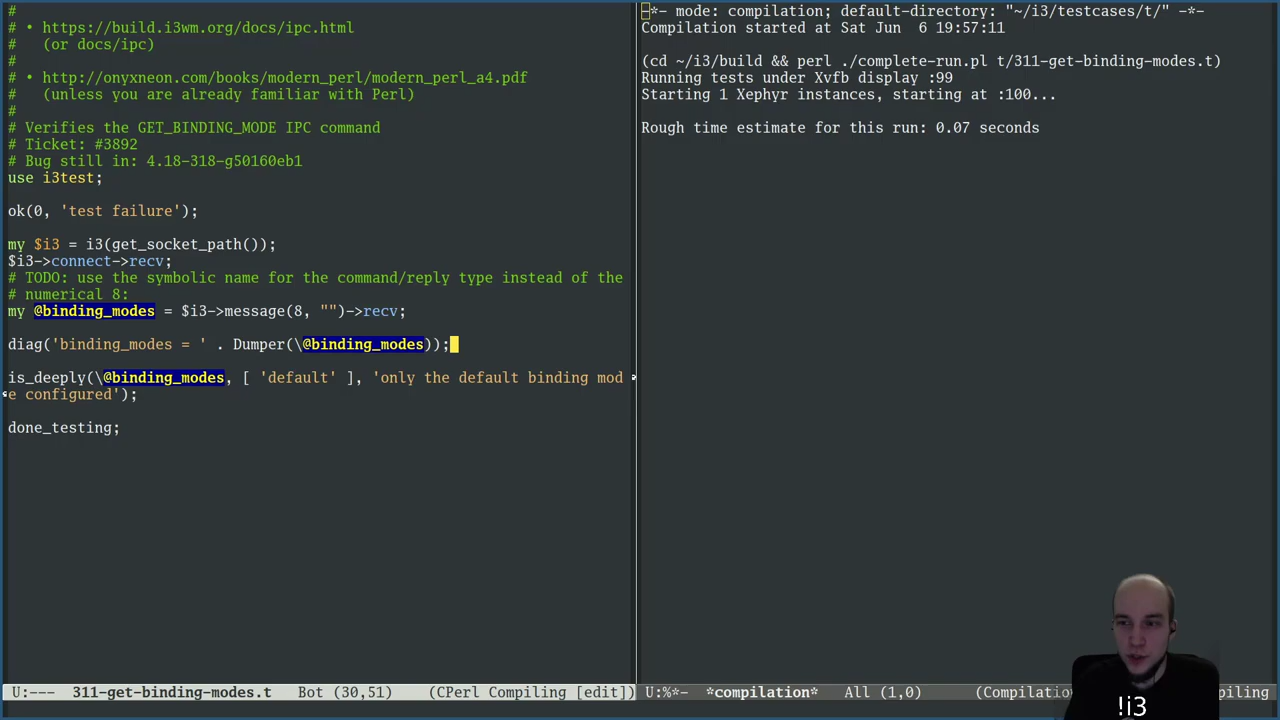 #
# • https://build.i3wm.org/docs/ipc.html
#   (or docs/ipc)
#
# • http://onyxneon.com/books/modern_perl/modern_perl_a4.pdf
#   (unless you are already familiar with Perl)
#
# Verifies the GET_BINDING_MODE IPC command
# Ticket: #3892
# Bug still in: 4.18-318-g50160eb1
use i3test;
ok(0, 'test failure');
my $i3 = i3(get_socket_path());
$i3->connect->recv;
# TODO: use the symbolic name for the command/reply type instead of the
# numerical 8:
my @binding_modes = $i3->message(8, "")->recv;
diag('binding_modes = ' . Dumper(\@binding_modes));
is_deeply(\@binding_modes, [ 'default' ], 'only the default binding mod
e configured');
done_testing;
U:---  311-get-binding-modes.t   Bot (30,51)   (CPerl Compiling [edit])
-*- mode: compilation; default-directory: "~/i3/testcases/t/" -*-
Compilation started at Sat Jun  6 19:57:11
(cd ~/i3/build && perl ./complete-run.pl t/311-get-binding-modes.t)
Running tests under Xvfb display :99
Starting 1 Xephyr instances, starting at :100...
Rough time estimate for this run: 0.07 seconds
U:%*-  *compilation*   All (1,0)      (Compilatio
piling
!i3